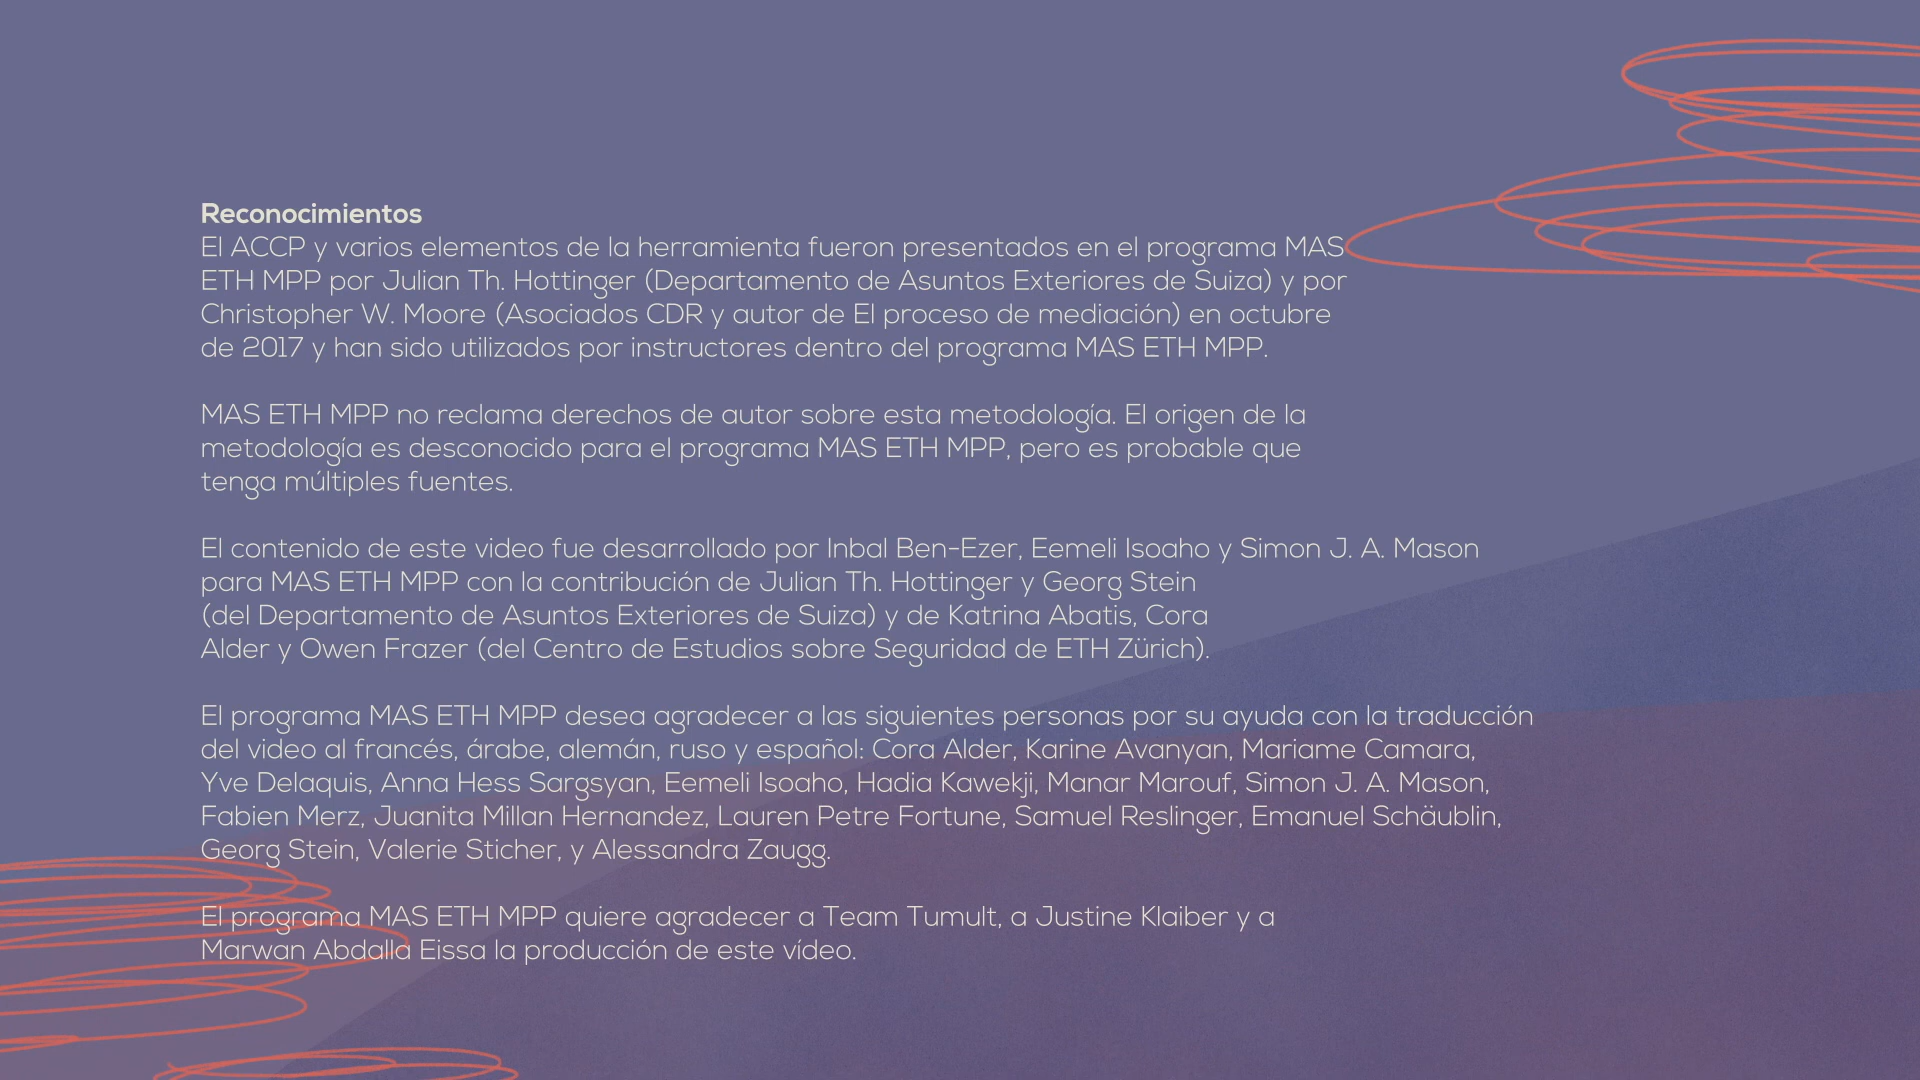 Reconocimientos
El ACCP y varios elementos de la herramienta fueron presentados en el programa MAS
ETH MPP por Julian Th. Hottinger (Departamento de Asuntos Exteriores de Suiza) y por
Christopher W. Moore (Asociados CDR y autor de El proceso de mediación) en octubre
de 2017 y han sido utilizados por instructores dentro del programa MAS ETH MPP.
MAS ETH MPP no reclama derechos de autor sobre esta metodología. El origen de la
metodología es desconocido para el programa MAS ETH MPP, pero es probable que
tenga múltiples fuentes.
El contenido de este video fue desarrollado por Inbal Ben-Ezer, Eemeli Isoaho y Simon J. A. Mason
para MAS ETH MPP con la contribución de Julian Th. Hottinger y Georg Stein
(del Departamento de Asuntos Exteriores de Suiza) y de Katrina Abatis, Cora
Alder y Owen Frazer (del Centro de Estudios sobre Seguridad de ETH Zürich).
El programa MAS ETH MPP desea agradecer a las siguientes personas por su ayuda con la traducción
del video al francés, árabe, alemán, ruso y español: Cora Alder, Karine Avanyan, Mariame Camara,
Yve Delaquis, Anna Hess Sargsyan, Eemeli Isoaho, Hadia Kawekji, Manar Marouf, Simon J. A. Mason,
Fabien Merz, Juanita Millan Hernandez, Lauren Petre Fortune, Samuel Reslinger, Emanuel Schäublin,
Georg Stein, Valerie Sticher, y Alessandra Zaugg.
El programa MAS ETH MPP quiere agradecer a Team Tumult, a Justine Klaiber y a
Marwan Abdalla Eissa la producción de este vídeo.